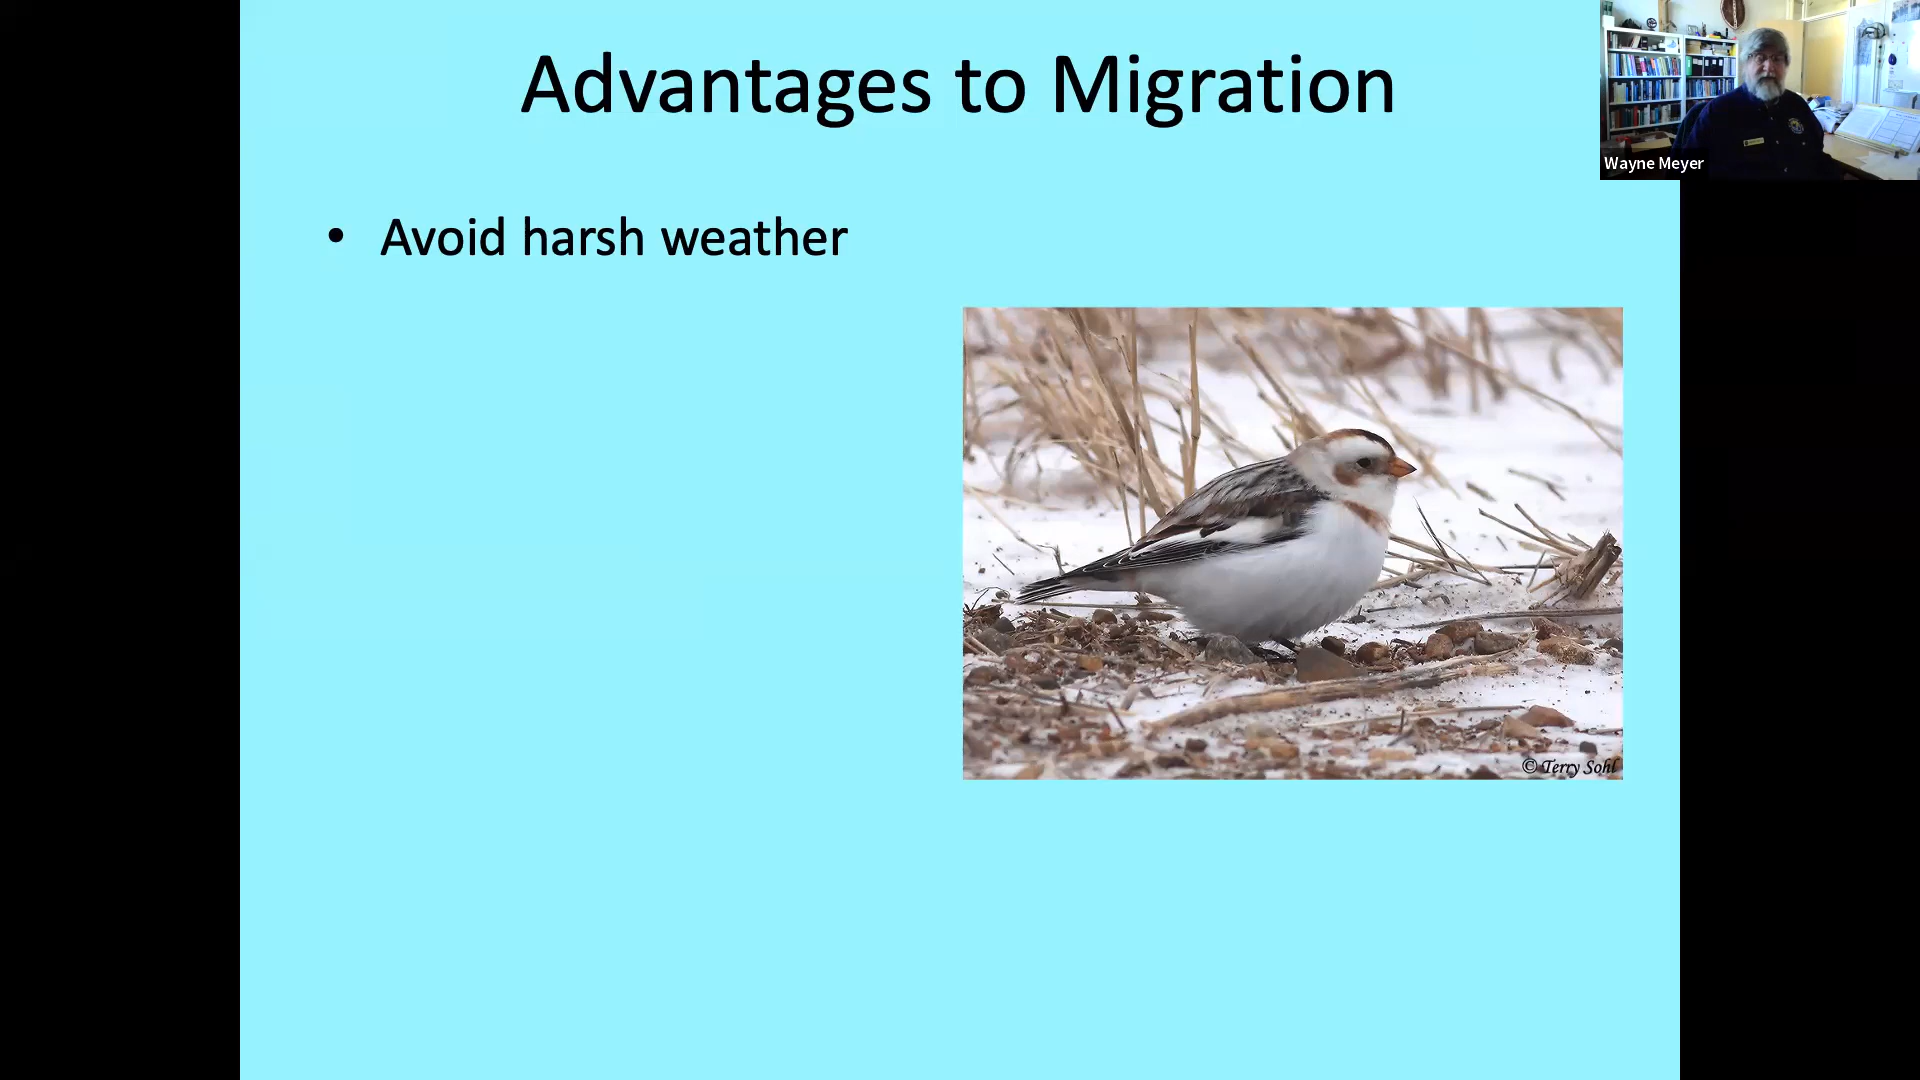 Advantages to Migration
Wayne Meyer
• Avoid harsh weather
© Terry Sohl